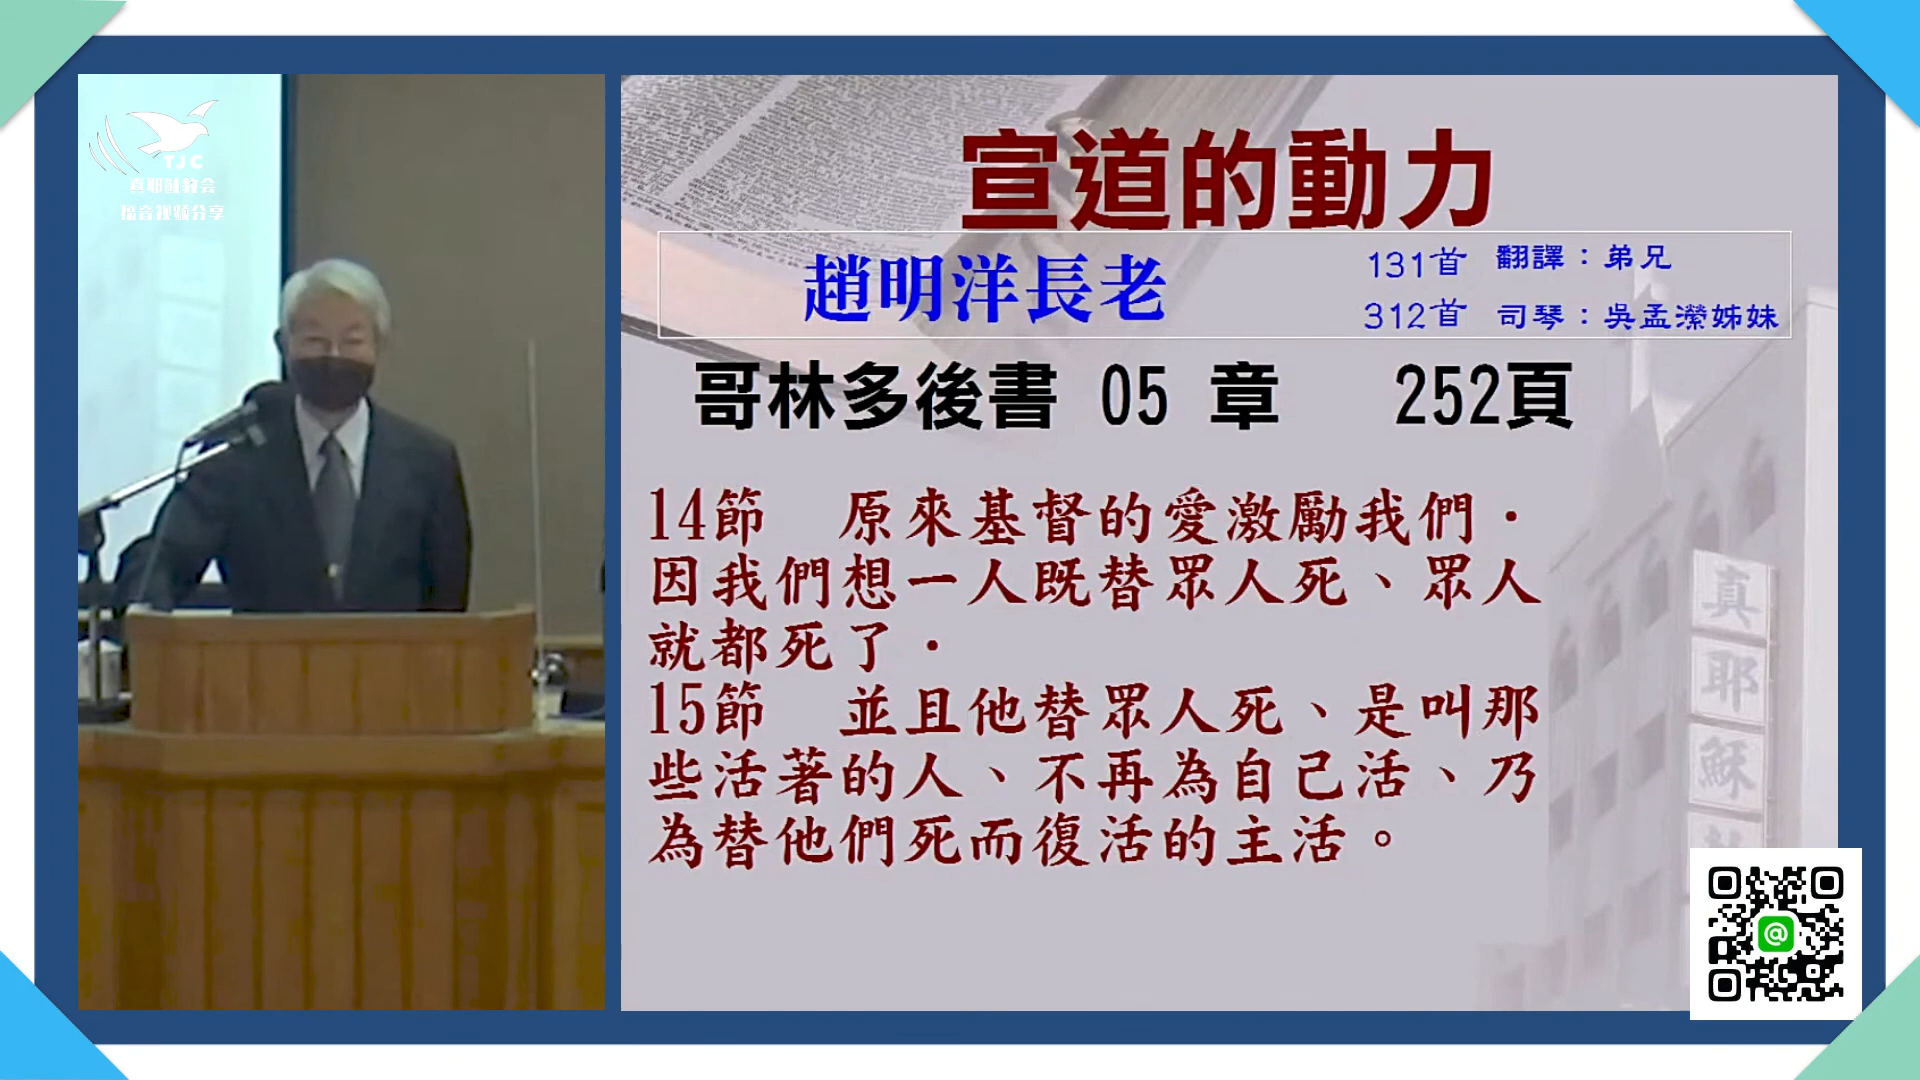 TJC
真耶穌教会
福音视频分享
宣道的動力
趙明洋長老
131首 翻譯：弟兄
312首 司琴：吳孟瀠姊妹
哥林多後書 05 章 252頁
14節 原來基督的愛激勵我們．
因我們想一人既替眾人死、眾人
就都死了．
15節 並且他替眾人死、是叫那
些活著的人、不再為自己活、乃
為替他們死而復活的主活。
真
耶
穌